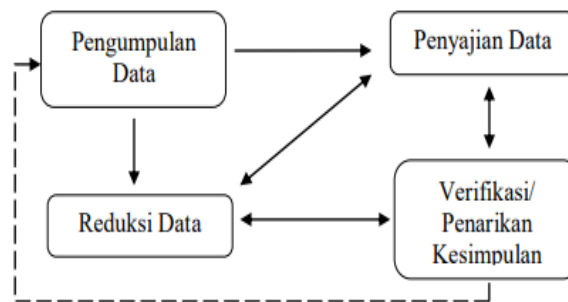 Pengumpulan
Data
Penyajian Data
Reduksi Data
Verifikasi/
Penarikan
Kesimpulan